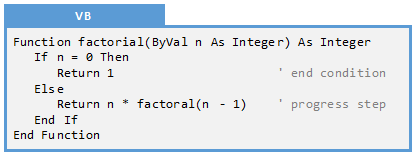 VB
Function factorial(ByVal n As Integer) As Integer
   If n = 0 Then
      Return 1                     ' end condition
   Else
      Return n * factoral(n - 1)   ' progress step
   End If
End Function